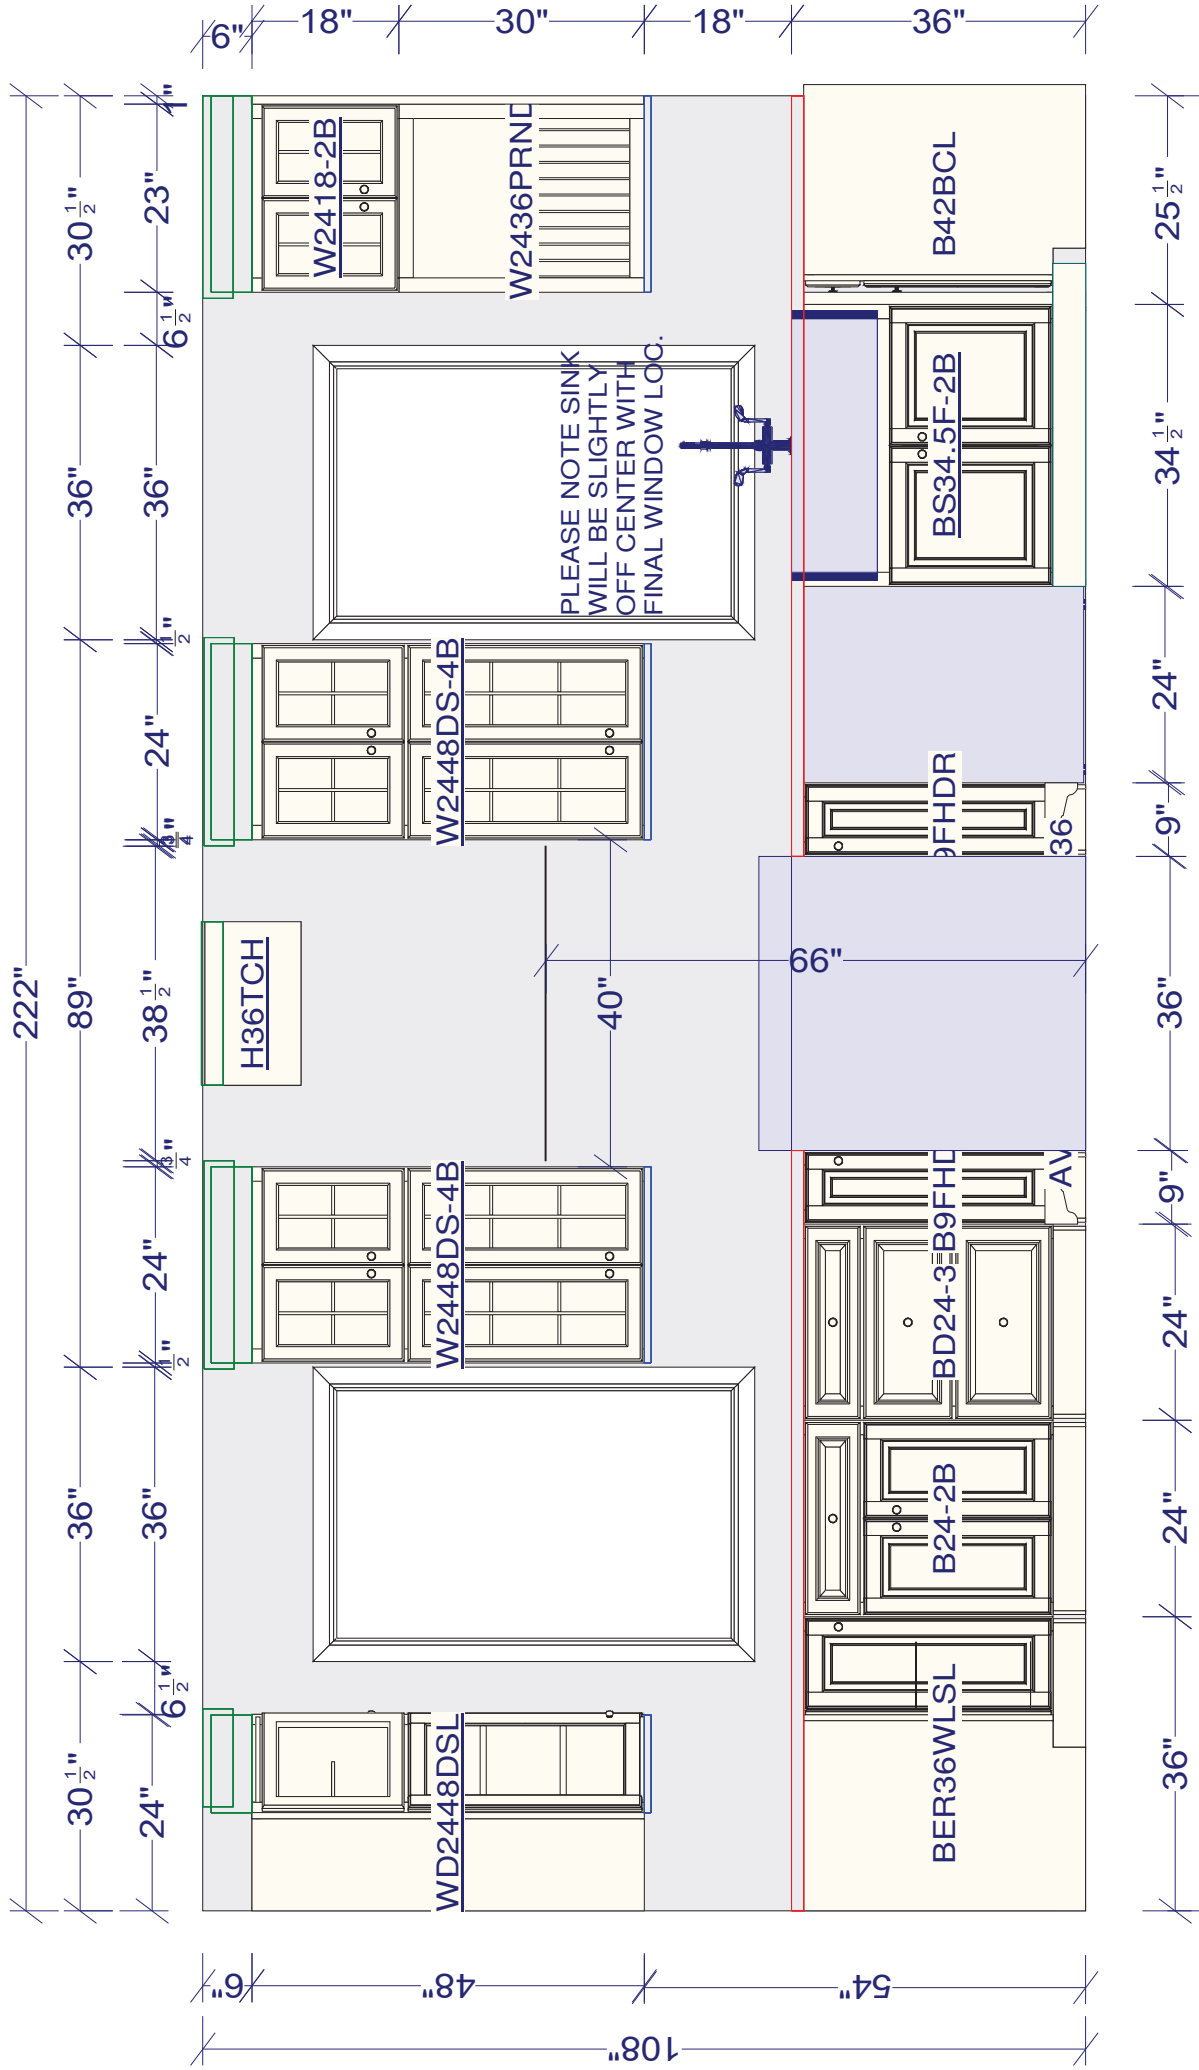 222"
30 1/2"
36"
89"
36"
30 1/2"
24"
6 1/2"
36"
1/2"
24"
3/4"
38 1/2"
3/4"
24"
1/2"
36"
6 1/2"
23"
1"
108"
6"
48"
54"
6"
18"
30"
18"
36"
H36TCH
W2418-2B
WD2448DSL
W2448DS-4B
W2448DS-4B
W2436PRND
40"
66"
PLEASE NOTE SINK
WILL BE SLIGHTLY
OFF CENTER WITH
FINAL WINDOW LOC.
BER36WLSL
B24-2B
BD24-3
B9FHD
9FHDR
BS34.5F-2B
B42BCL
AV
36
36"
24"
24"
9"
36"
9"
24"
34 1/2"
25 1/2"